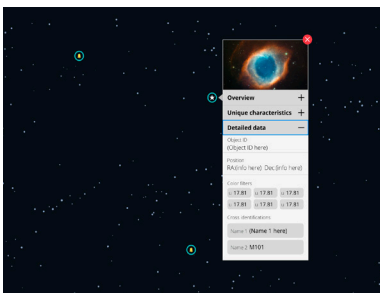 Overview +
Unique characteristics +
Detailed data −
Object ID
(Object ID here)
Position
RA(info here) Dec(info here)
Color filters
u 17.81 u 17.81 u 17.81
u 17.81 u 17.81 u 17.81
Cross identifications
Name 1 (Name 1 here)
Name 2 M101